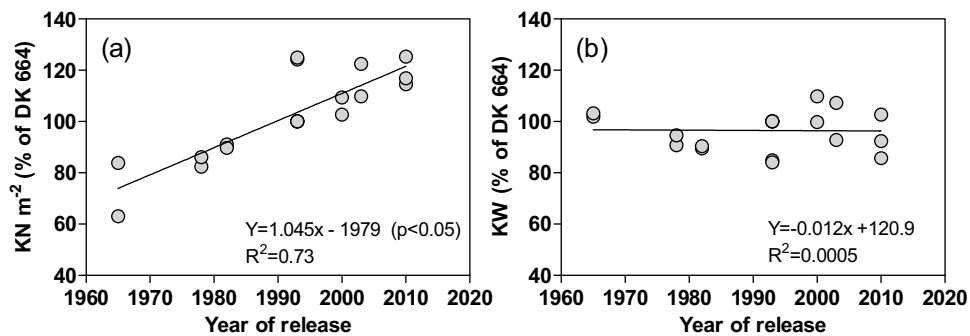 (a)
KN m⁻² (% of DK 664)
140
120
100
80
60
40
Y=1.045x - 1979 (p<0.05)
R²=0.73
1960 1970 1980 1990 2000 2010 2020
Year of release
(b)
KW (% of DK 664)
140
120
100
80
60
40
Y=-0.012x +120.9
R²=0.0005
1960 1970 1980 1990 2000 2010 2020
Year of release